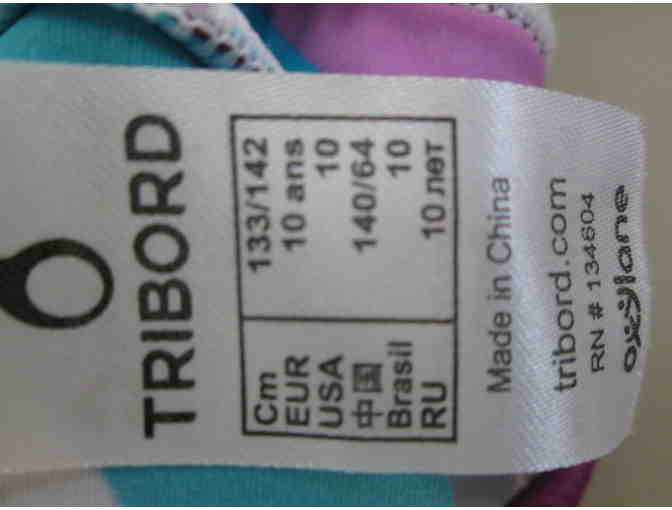 TRIBORD
Cm 133/142
EUR 10 ans
USA 10
中国 140/64
Brasil 10
RU 10 лет
Made in China
tribord.com
RN # 134604
oxylane